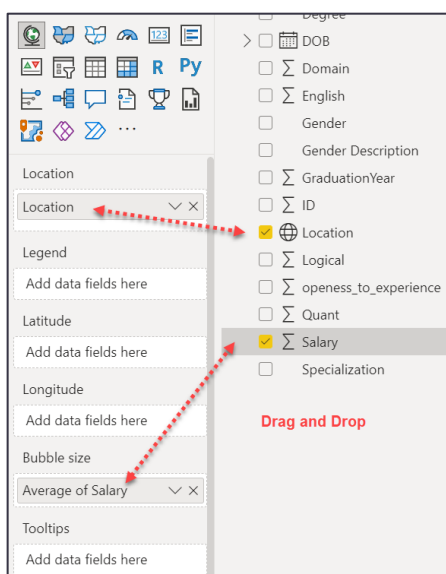 123
R
Py
Location
Location
Legend
Add data fields here
Latitude
Add data fields here
Longitude
Add data fields here
Bubble size
Average of Salary
Tooltips
Add data fields here
Degree
DOB
Domain
English
Gender
Gender Description
GraduationYear
ID
Location
Logical
openess_to_experience
Quant
Salary
Specialization
Drag and Drop